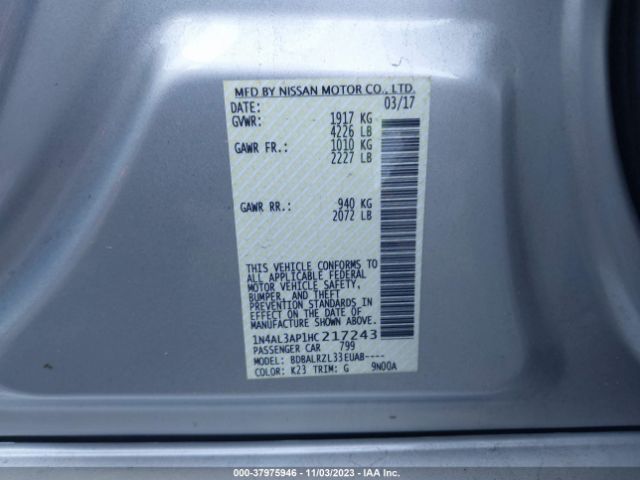 MFD BY NISSAN MOTOR CO., LTD
DATE: 03/17
GVWR: 1917 KG
4226 LB
GAWR FR.: 1010 KG
2227 LB
GAWR RR.: 940 KG
2072 LB
THIS VEHICLE CONFORMS TO
ALL APPLICABLE FEDERAL
MOTOR VEHICLE SAFETY,
BUMPER, AND THEFT
PREVENTION STANDARDS IN
EFFECT ON THE DATE OF
MANUFACTURE SHOWN ABOVE.
1N4AL3AP1HC217243
PASSENGER CAR 799
MODEL: BDBALRZL33EUAB----
COLOR: K23 TRIM: G 9N00A
000-37975946 - 11/03/2023 - IAA Inc.